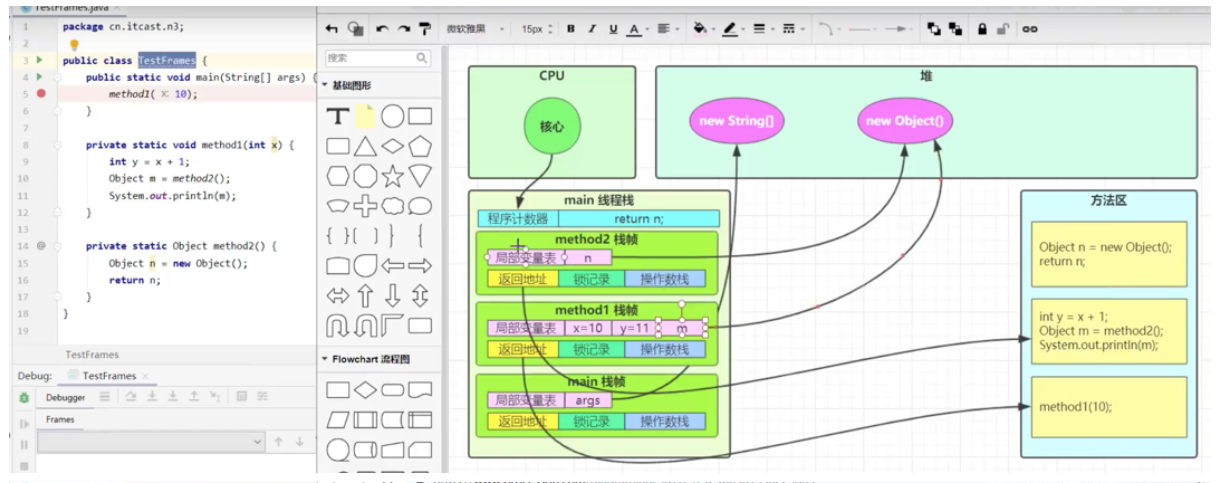 TestFrames.java
1 package cn.itcast.n3;
2
3 public class TestFrames {
4 public static void main(String[] args) {
5 method1( x: 10);
6 }
7
8 private static void method1(int x) {
9 int y = x + 1;
10 Object m = method2();
11 System.out.println(m);
12 }
13
14 @ private static Object method2() {
15 Object n = new Object();
16 return n;
17 }
18 }
19
TestFrames
Debug: TestFrames
Debugger
Frames
微软雅黑 15px B I U A
搜索
基础图形
T
Flowchart 流程图
CPU
核心
堆
new String[]
new Object()
main 线程栈
程序计数器 return n;
method2 栈帧
局部变量表 n
返回地址 锁记录 操作数栈
method1 栈帧
局部变量表 x=10 y=11 m
返回地址 锁记录 操作数栈
main 栈帧
局部变量表 args
返回地址 锁记录 操作数栈
方法区
Object n = new Object();
return n;
int y = x + 1;
Object m = method2();
System.out.println(m);
method1(10);